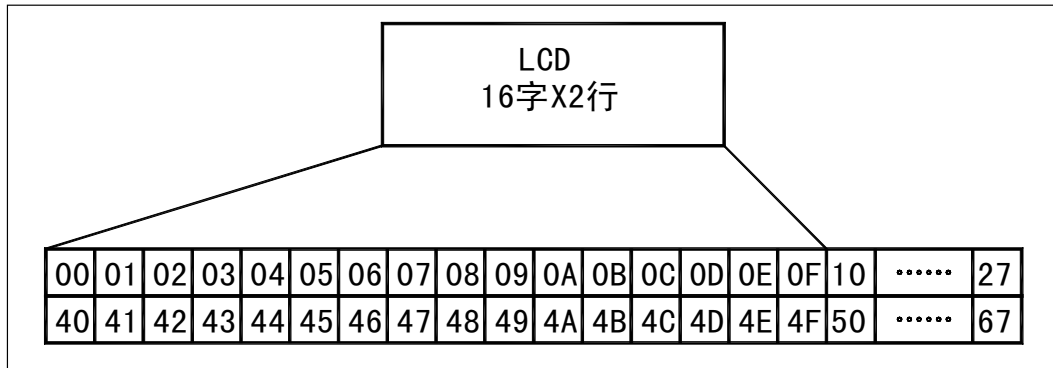 LCD
16字X2行
00 01 02 03 04 05 06 07 08 09 0A 0B 0C 0D 0E 0F 10 ······ 27
40 41 42 43 44 45 46 47 48 49 4A 4B 4C 4D 4E 4F 50 ······ 67